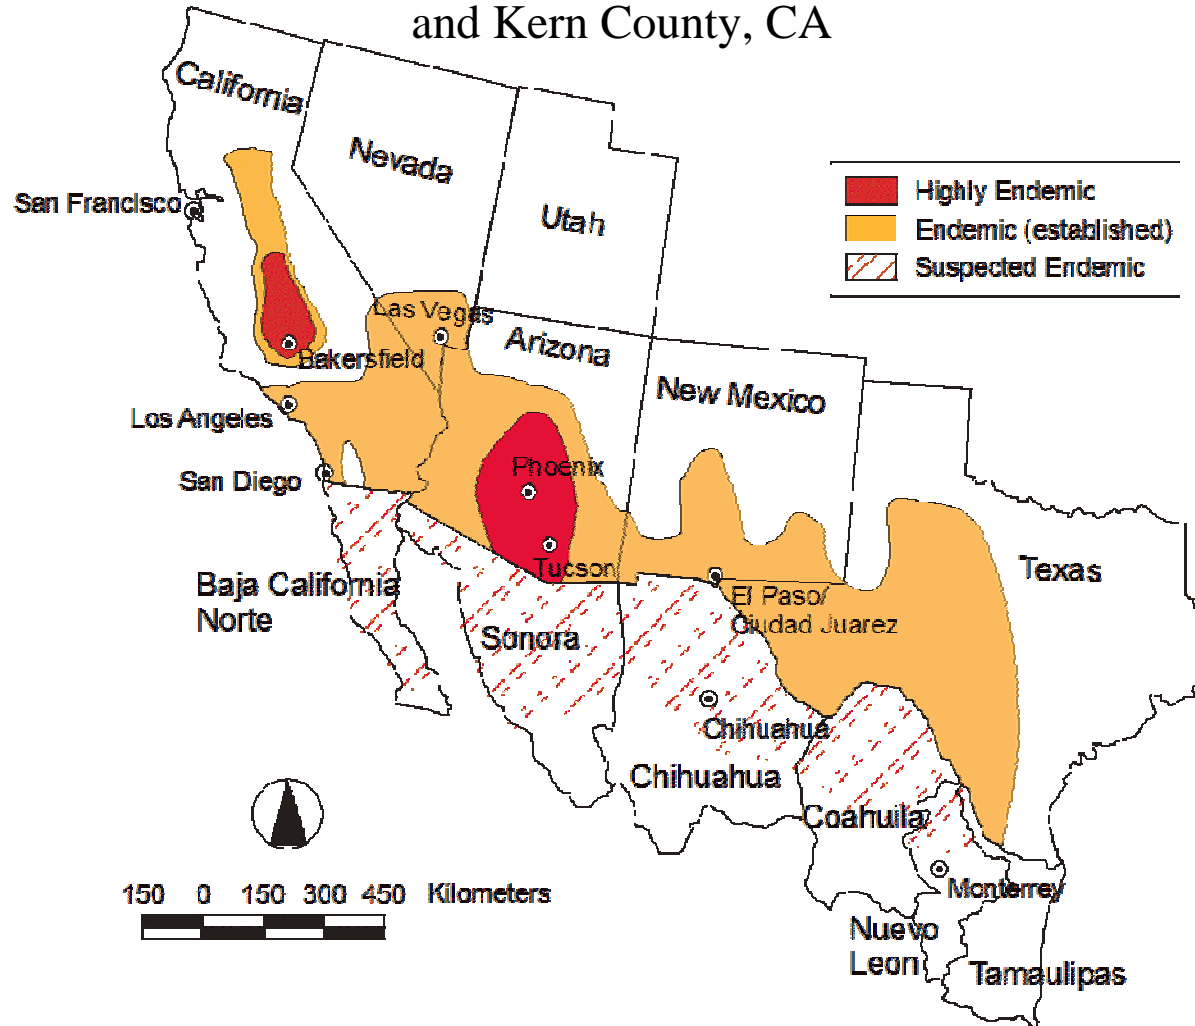 and Kern County, CA
California
Nevada
Utah
San Francisco
Highly Endemic
Endemic (established)
Suspected Endemic
Las Vegas
Arizona
Bakersfield
New Mexico
Los Angeles
Phoenix
San Diego
Tucson
Texas
Baja California
Norte
El Paso/
Ciudad Juarez
Sonora
Chihuahua
Chihuahua
Coahuila
150 0 150 300 450 Kilometers
Monterrey
Nuevo
Leon
Tamaulipas